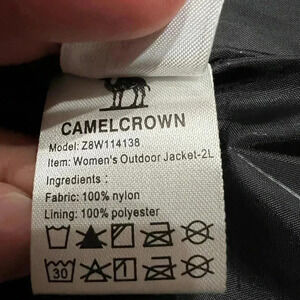 CAMELCROWN
Model: Z8W114138
Item: Women's Outdoor Jacket-2L
Ingredients :
Fabric: 100% nylon
Lining: 100% polyester
30